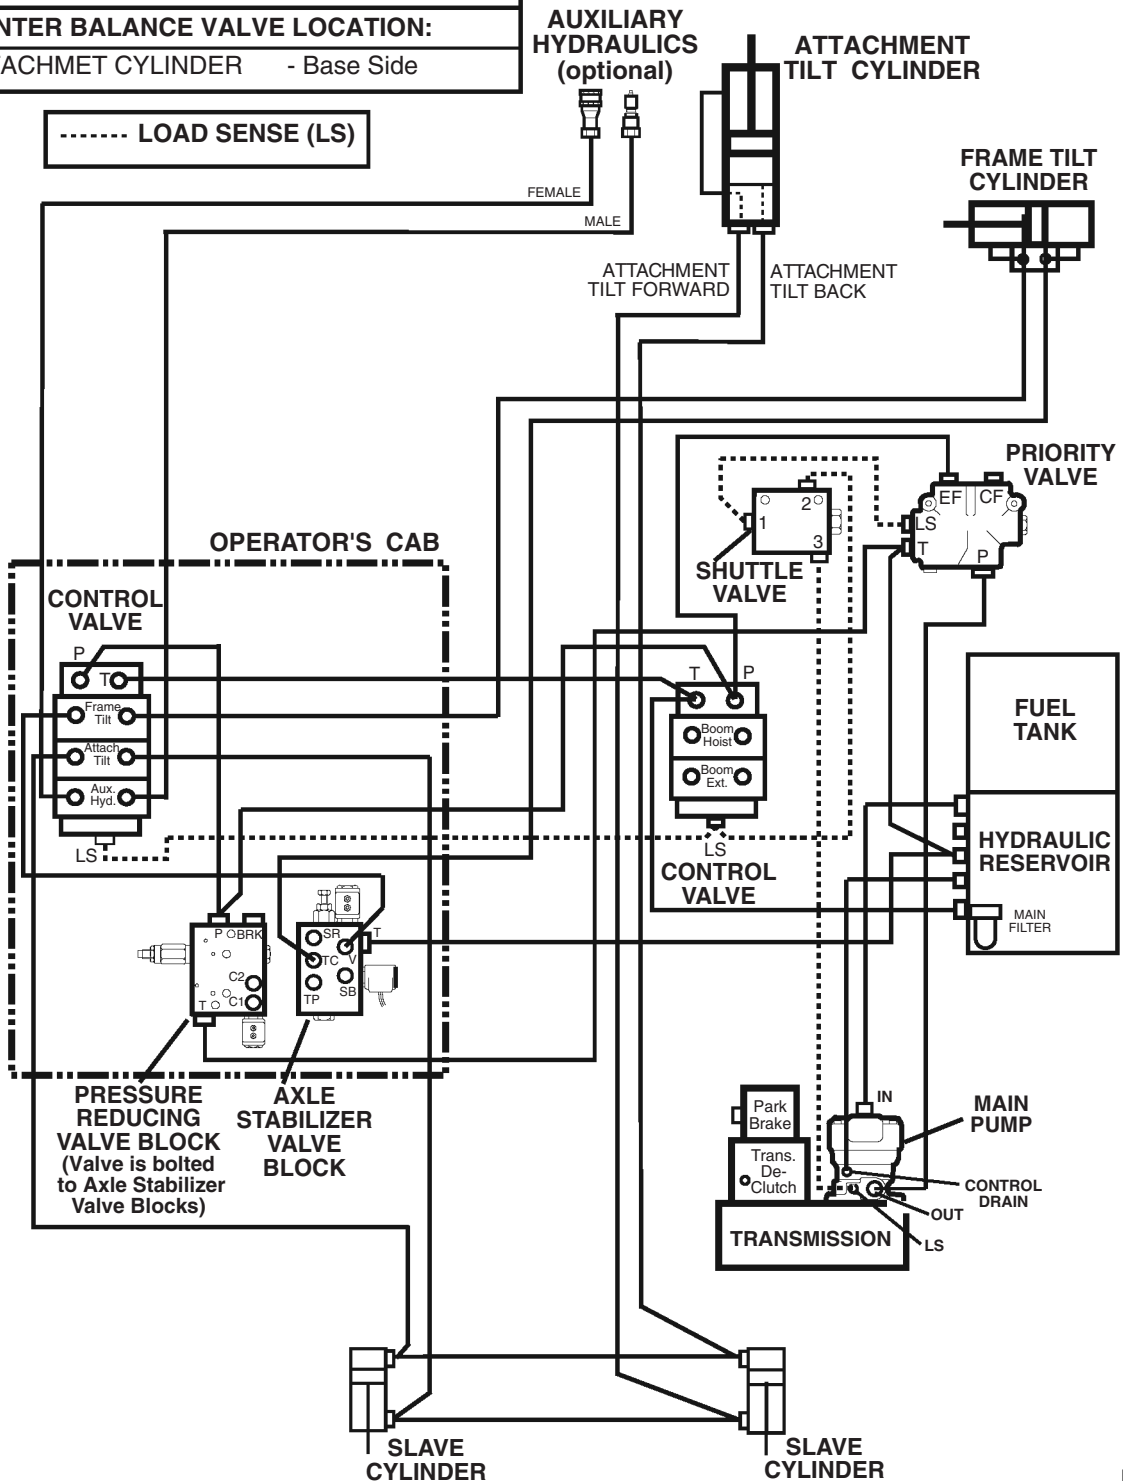 NTER BALANCE VALVE LOCATION:
ACHMET CYLINDER - Base Side
LOAD SENSE (LS)
AUXILIARY
HYDRAULICS
(optional)
ATTACHMENT
TILT CYLINDER
FRAME TILT
CYLINDER
FEMALE
MALE
ATTACHMENT
TILT FORWARD
ATTACHMENT
TILT BACK
PRIORITY
VALVE
EF
CF
LS
T
P
2
1
3
SHUTTLE
VALVE
OPERATOR'S CAB
CONTROL
VALVE
P
T
Frame
Tilt
Attach
Tilt
Aux.
Hyd.
LS
T
P
Boom
Hoist
Boom
Ext.
LS
CONTROL
VALVE
FUEL
TANK
HYDRAULIC
RESERVOIR
MAIN
FILTER
P
BRK
C2
C1
T
SR
T
TC
V
TP
SB
PRESSURE
REDUCING
VALVE BLOCK
(Valve is bolted
to Axle Stabilizer
Valve Blocks)
AXLE
STABILIZER
VALVE
BLOCK
Park
Brake
Trans.
De-
Clutch
TRANSMISSION
IN
MAIN
PUMP
CONTROL
DRAIN
OUT
LS
SLAVE
CYLINDER
SLAVE
CYLINDER